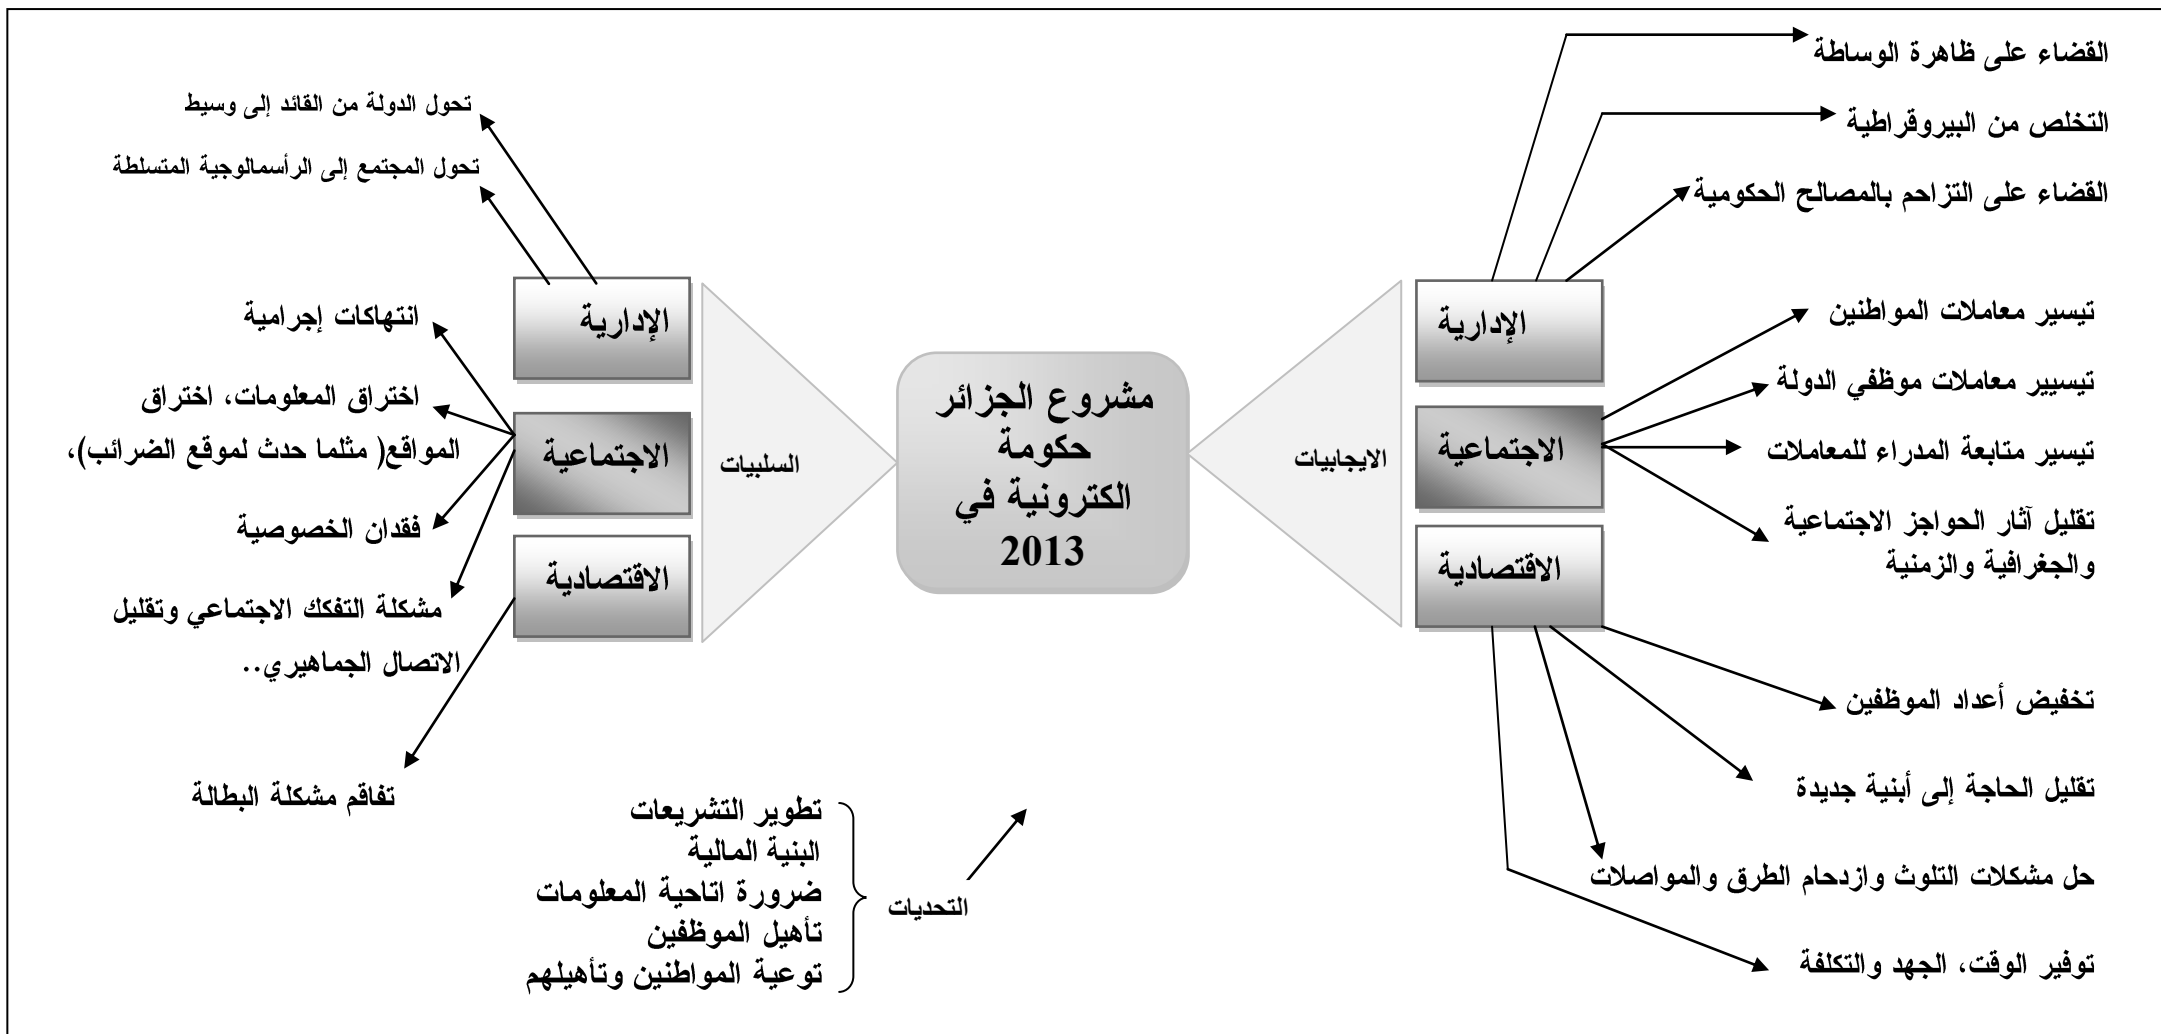 القضاء على ظاهرة الوساطة
التخلص من البيروقراطية
القضاء على التزاحم بالمصالح الحكومية
الإدارية
تيسير معاملات المواطنين
تيسيير معاملات موظفي الدولة
تيسير متابعة المدراء للمعاملات
تقليل آثار الحواجز الاجتماعية
والجغرافية والزمنية
الاجتماعية
الاقتصادية
تخفيض أعداد الموظفين
تقليل الحاجة إلى أبنية جديدة
حل مشكلات التلوث وازدحام الطرق والمواصلات
توفير الوقت، الجهد والتكلفة
الايجابيات
مشروع الجزائر
حكومة
الكترونية في
2013
السلبيات
الإدارية
الاجتماعية
الاقتصادية
تحول الدولة من القائد إلى وسيط
تحول المجتمع إلى الرأسمالوجية المتسلطة
انتهاكات إجرامية
اختراق المعلومات، اختراق
المواقع( مثلما حدث لموقع الضرائب)،
فقدان الخصوصية
مشكلة التفكك الاجتماعي وتقليل
الاتصال الجماهيري..
تفاقم مشكلة البطالة
التحديات
تطوير التشريعات
البنية المالية
ضرورة اتاحية المعلومات
تأهيل الموظفين
توعية المواطنين وتأهيلهم